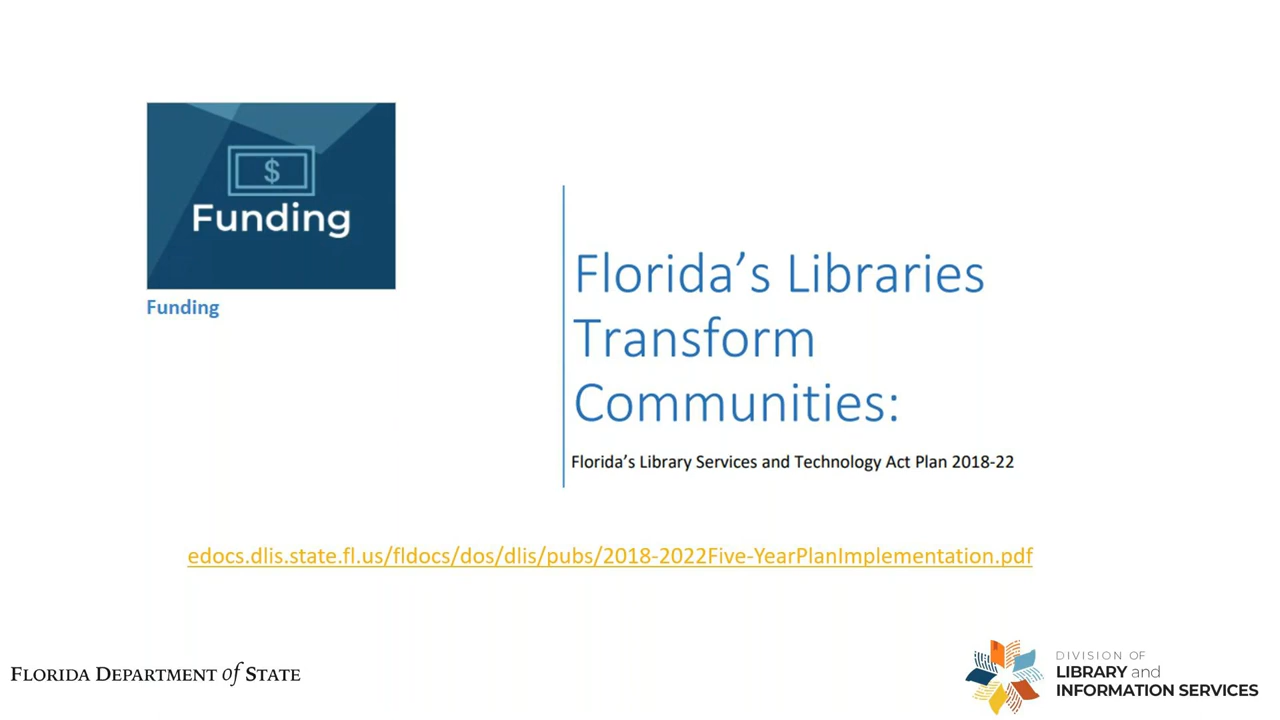 $
Funding
Funding
Florida’s Libraries
Transform
Communities:
Florida’s Library Services and Technology Act Plan 2018-22
edocs.dlis.state.fl.us/fldocs/dos/dlis/pubs/2018-2022Five-YearPlanImplementation.pdf
FLORIDA DEPARTMENT of STATE
DIVISION OF
LIBRARY and
INFORMATION SERVICES